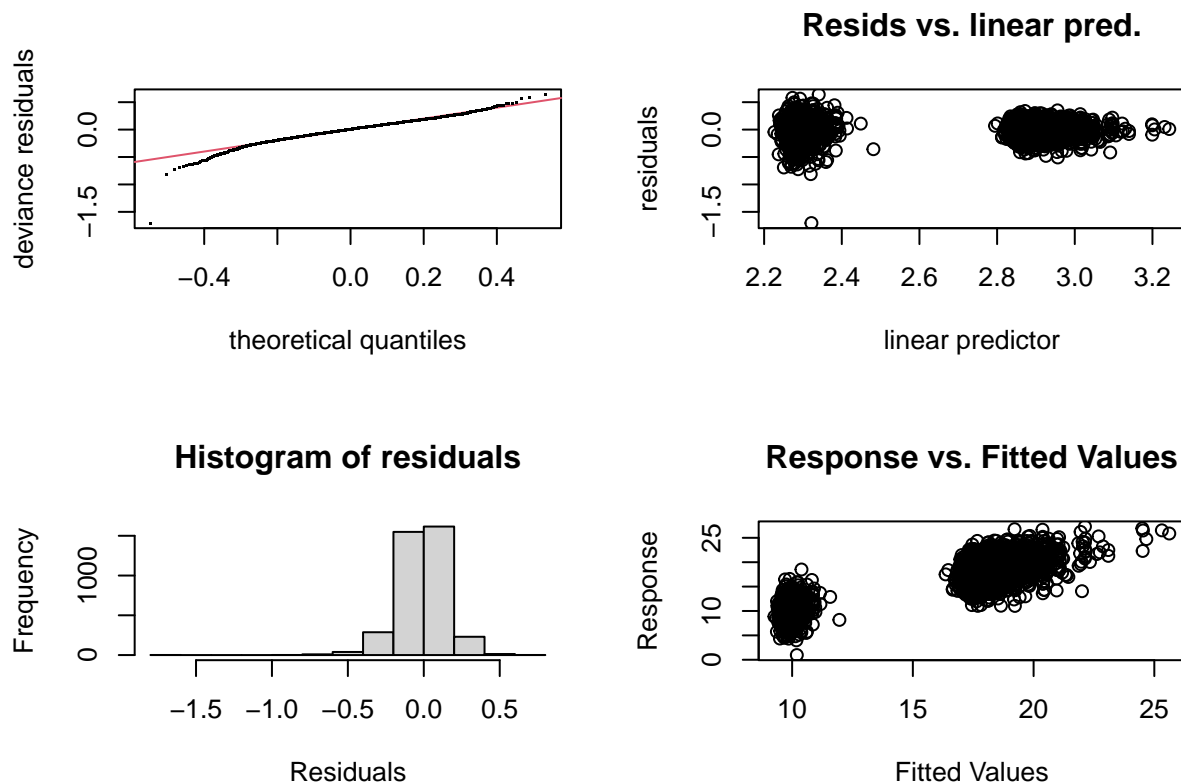 deviance residuals
0.0
−1.5
−0.4
0.0
0.2
0.4
theoretical quantiles
Resids vs. linear pred.
residuals
0.0
−1.5
2.2
2.4
2.6
2.8
3.0
3.2
linear predictor
Histogram of residuals
Frequency
1000
0
−1.5
−1.0
−0.5
0.0
0.5
Residuals
Response vs. Fitted Values
Response
25
10
0
10
15
20
25
Fitted Values